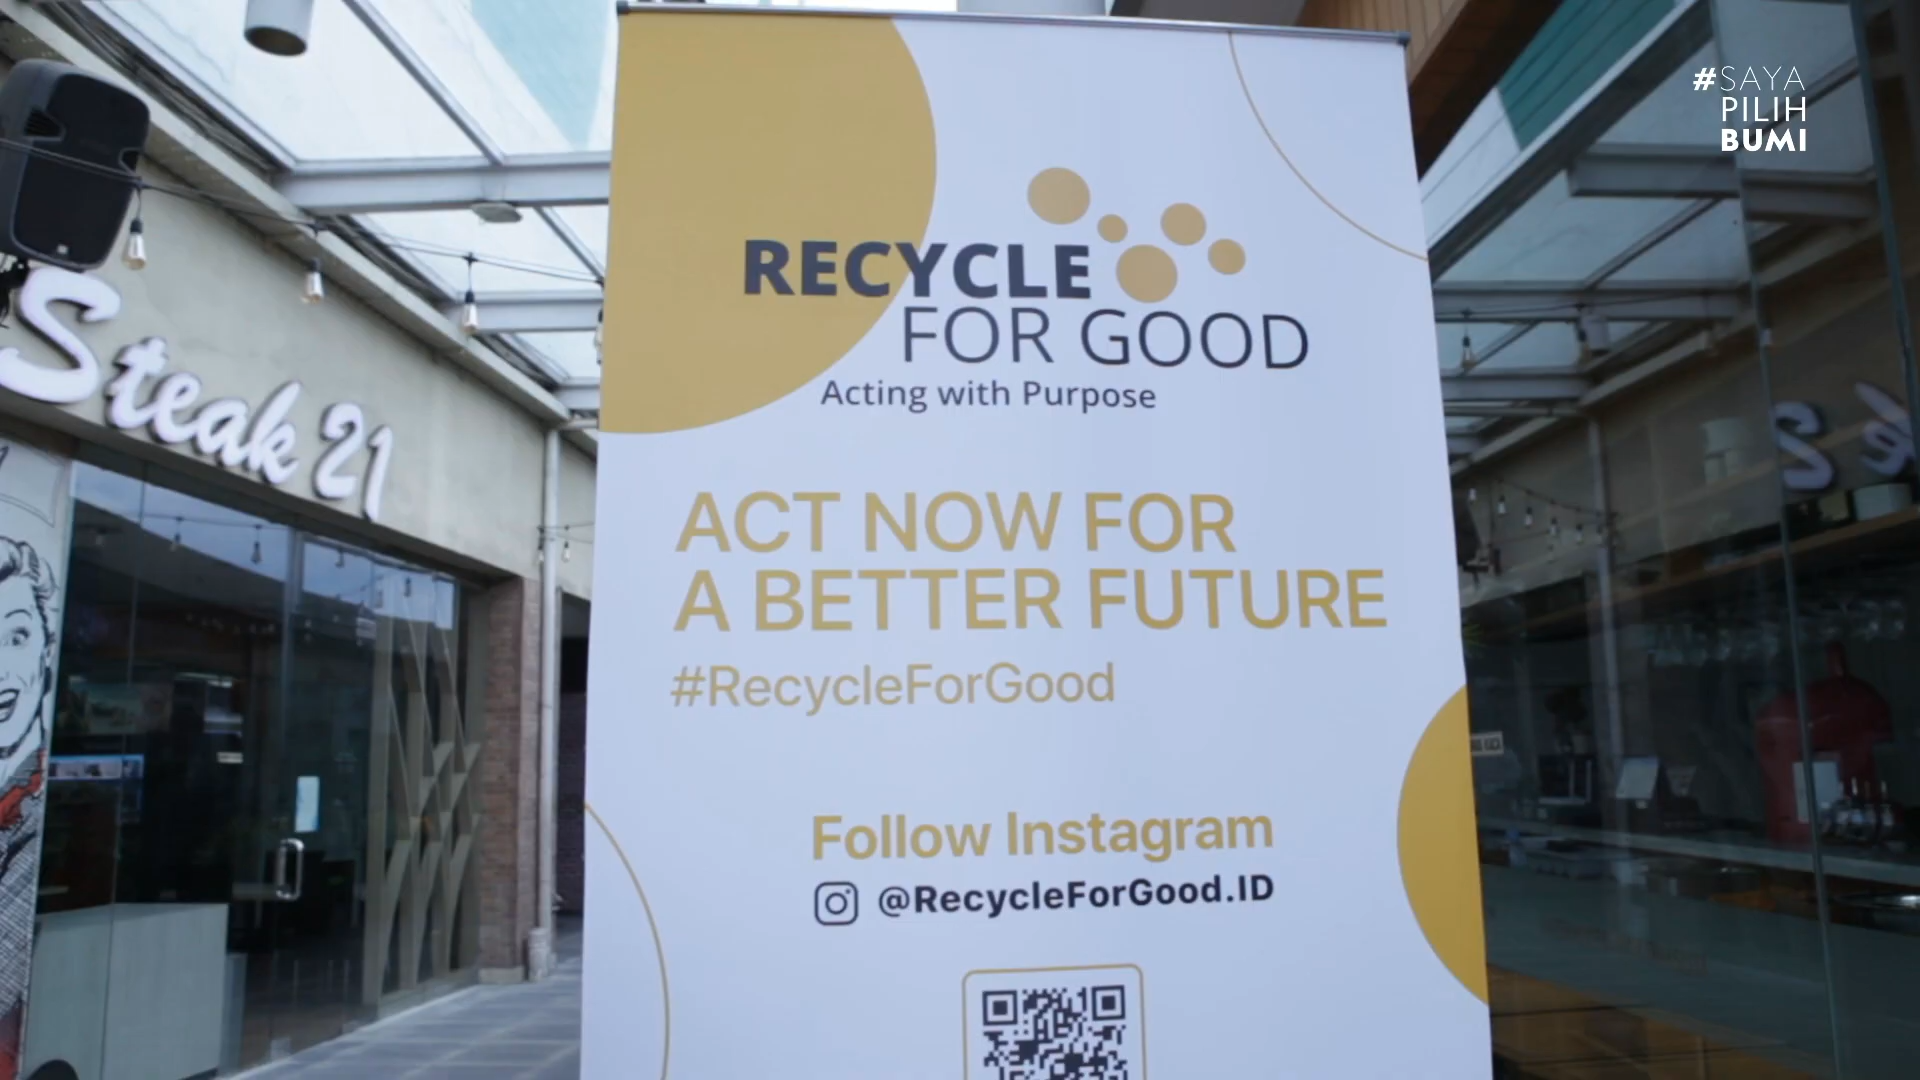 #SAYA
PILIH
BUMI
Steak 21
RECYCLE
FOR GOOD
Acting with Purpose
ACT NOW FOR
A BETTER FUTURE
#RecycleForGood
Follow Instagram
@RecycleForGood.ID